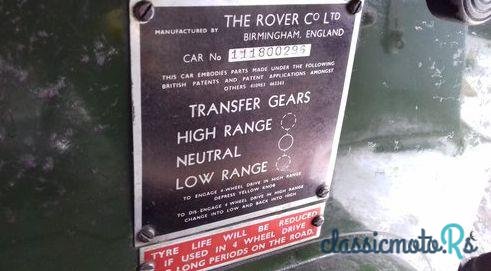 THE ROVER CO LTD
MANUFACTURED BY
BIRMINGHAM, ENGLAND
CAR No 111800296
THIS CAR EMBODIES PARTS MADE UNDER THE FOLLOWING
BRITISH PATENTS AND PATENT APPLICATIONS AMONGST
OTHERS
TRANSFER GEARS
HIGH RANGE
NEUTRAL
LOW RANGE
TO ENGAGE 4 WHEEL DRIVE IN HIGH RANGE
DEPRESS YELLOW KNOB
TO DIS-ENGAGE 4 WHEEL DRIVE IN HIGH RANGE
CHANGE INTO LOW AND BACK INTO HIGH
TYRE LIFE WILL BE REDUCED
IF USED IN 4 WHEEL DRIVE
LONG PERIODS ON THE ROAD.
classicmoto.Rs